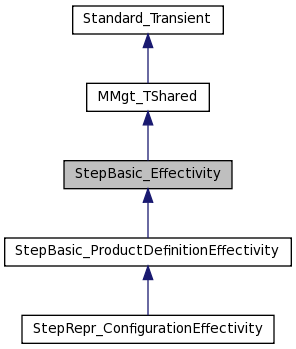 Standard_Transient
MMgt_TShared
StepBasic_Effectivity
StepBasic_ProductDefinitionEffectivity
StepRepr_ConfigurationEffectivity